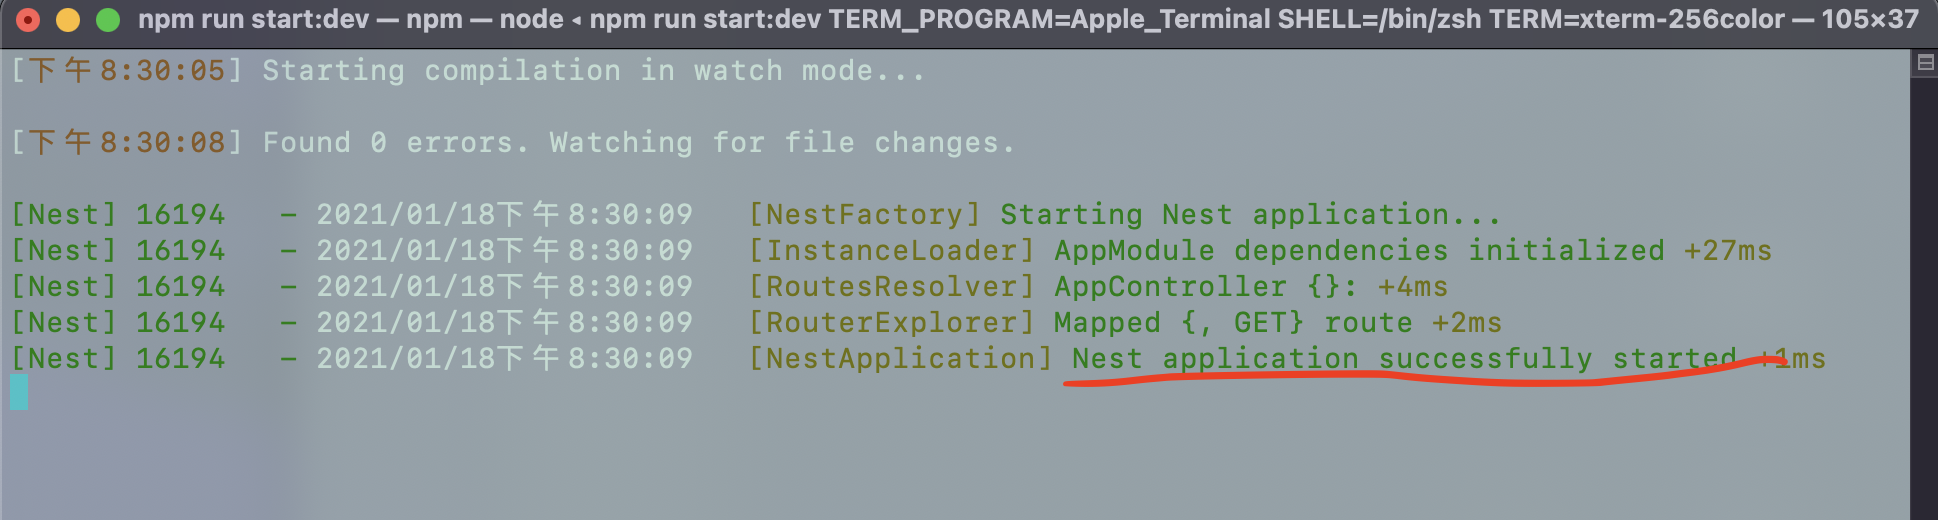 npm run start:dev — npm — node ◂ npm run start:dev TERM_PROGRAM=Apple_Terminal SHELL=/bin/zsh TERM=xterm-256color — 105×37
[下午8:30:05] Starting compilation in watch mode...
[下午8:30:08] Found 0 errors. Watching for file changes.
[Nest] 16194   - 2021/01/18下午8:30:09   [NestFactory] Starting Nest application...
[Nest] 16194   - 2021/01/18下午8:30:09   [InstanceLoader] AppModule dependencies initialized +27ms
[Nest] 16194   - 2021/01/18下午8:30:09   [RoutesResolver] AppController {}: +4ms
[Nest] 16194   - 2021/01/18下午8:30:09   [RouterExplorer] Mapped {, GET} route +2ms
[Nest] 16194   - 2021/01/18下午8:30:09   [NestApplication] Nest application successfully started +1ms